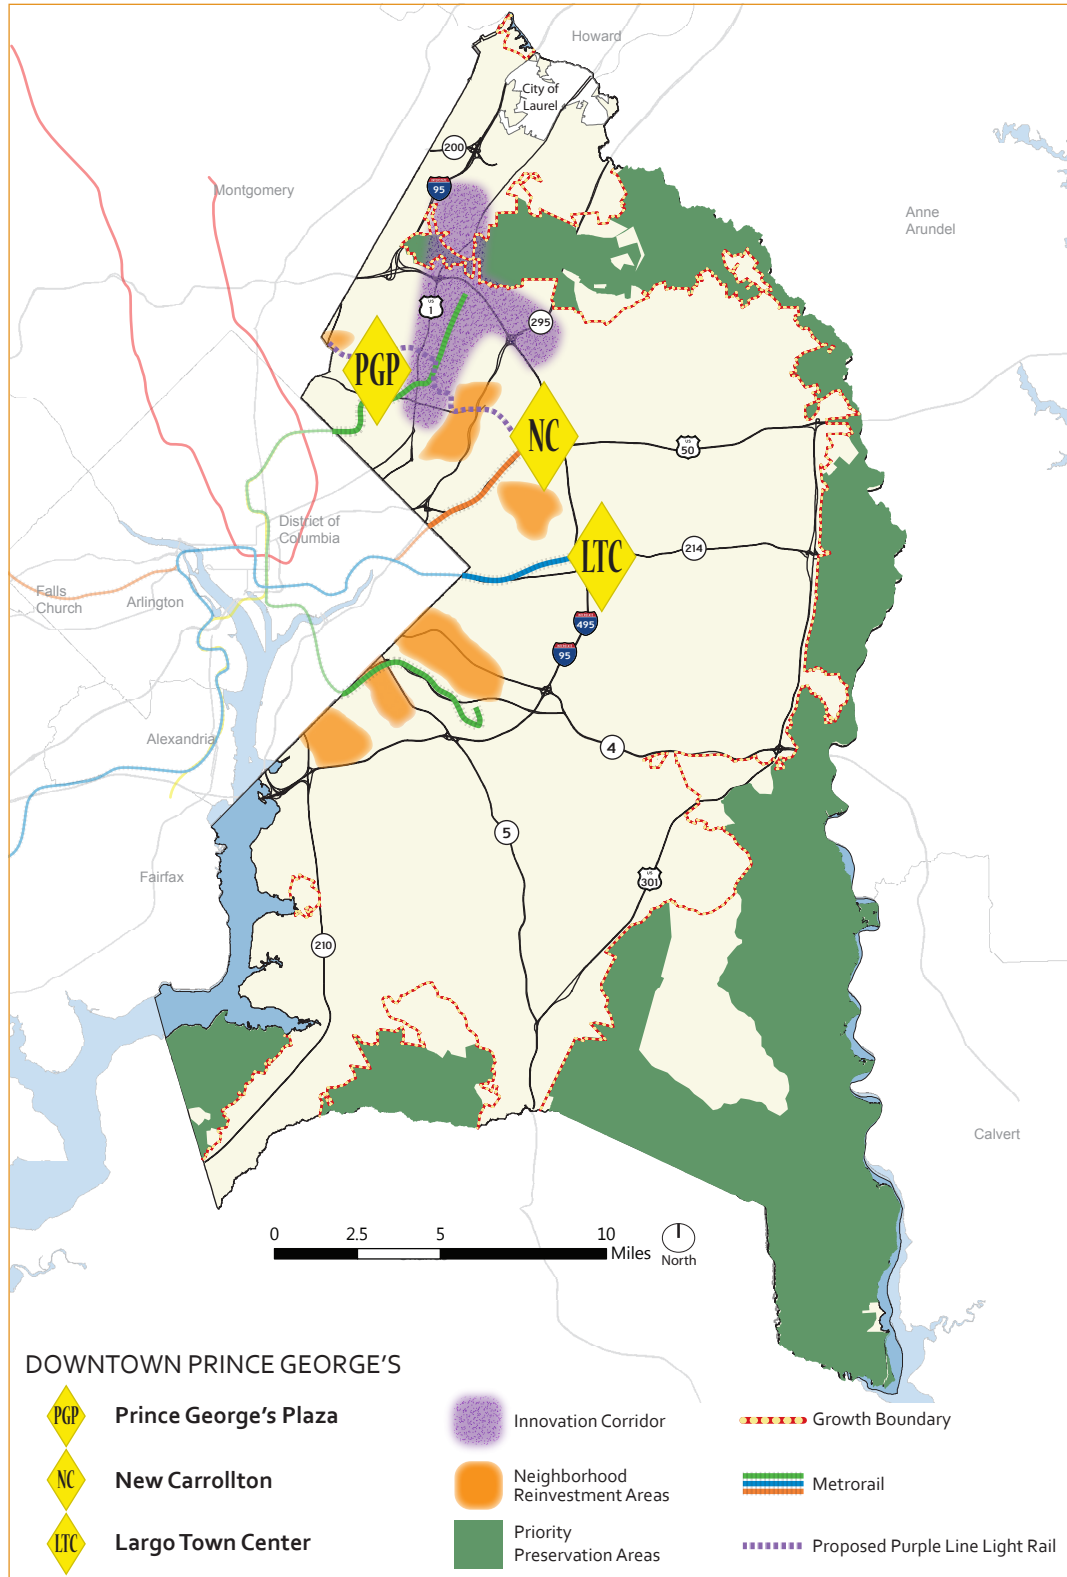 Howard
City of
Laurel
200
95
Montgomery
Anne
Arundel
US
1
295
PGP
NC
US
50
District of
Columbia
LTC
214
Falls
Church
Arlington
495
95
Alexandria
4
5
Fairfax
US
301
210
Calvert
0 2.5 5 10
Miles
North
DOWNTOWN PRINCE GEORGE'S
PGP Prince George's Plaza
NC New Carrollton
LTC Largo Town Center
Innovation Corridor
Neighborhood
Reinvestment Areas
Priority
Preservation Areas
Growth Boundary
Metrorail
Proposed Purple Line Light Rail